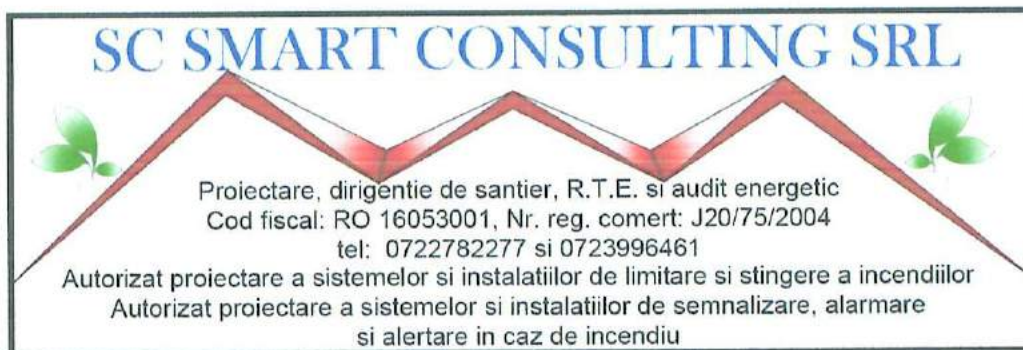 SC SMART CONSULTING SRL
Proiectare, dirigentie de santier, R.T.E. si audit energetic
Cod fiscal: RO 16053001, Nr. reg. comert: J20/75/2004
tel: 0722782277 si 0723996461
Autorizat proiectare a sistemelor si instalatiilor de limitare si stingere a incendiilor
Autorizat proiectare a sistemelor si instalatiilor de semnalizare, alarmare
si alertare in caz de incendiu